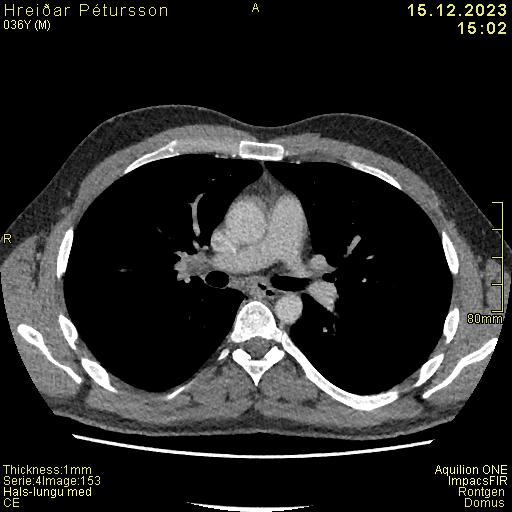 Hreiðar Pétursson
A
15.12.2023
036Y (M)
15:02
R
80mm
Thickness:1mm
Aquilion ONE
Serie:4Image:153
ImpacsFIR
Hals-lungu med
Röntgen
CE
Domus